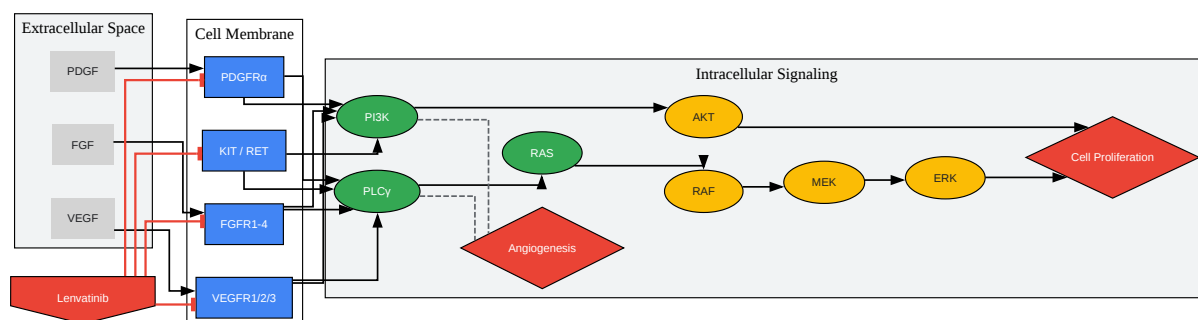 Extracellular Space
PDGF
FGF
VEGF
Lenvatinib
Cell Membrane
PDGFRα
KIT / RET
FGFR1-4
VEGFR1/2/3
Intracellular Signaling
PI3K
PLCγ
RAS
Angiogenesis
AKT
RAF
MEK
ERK
Cell Proliferation